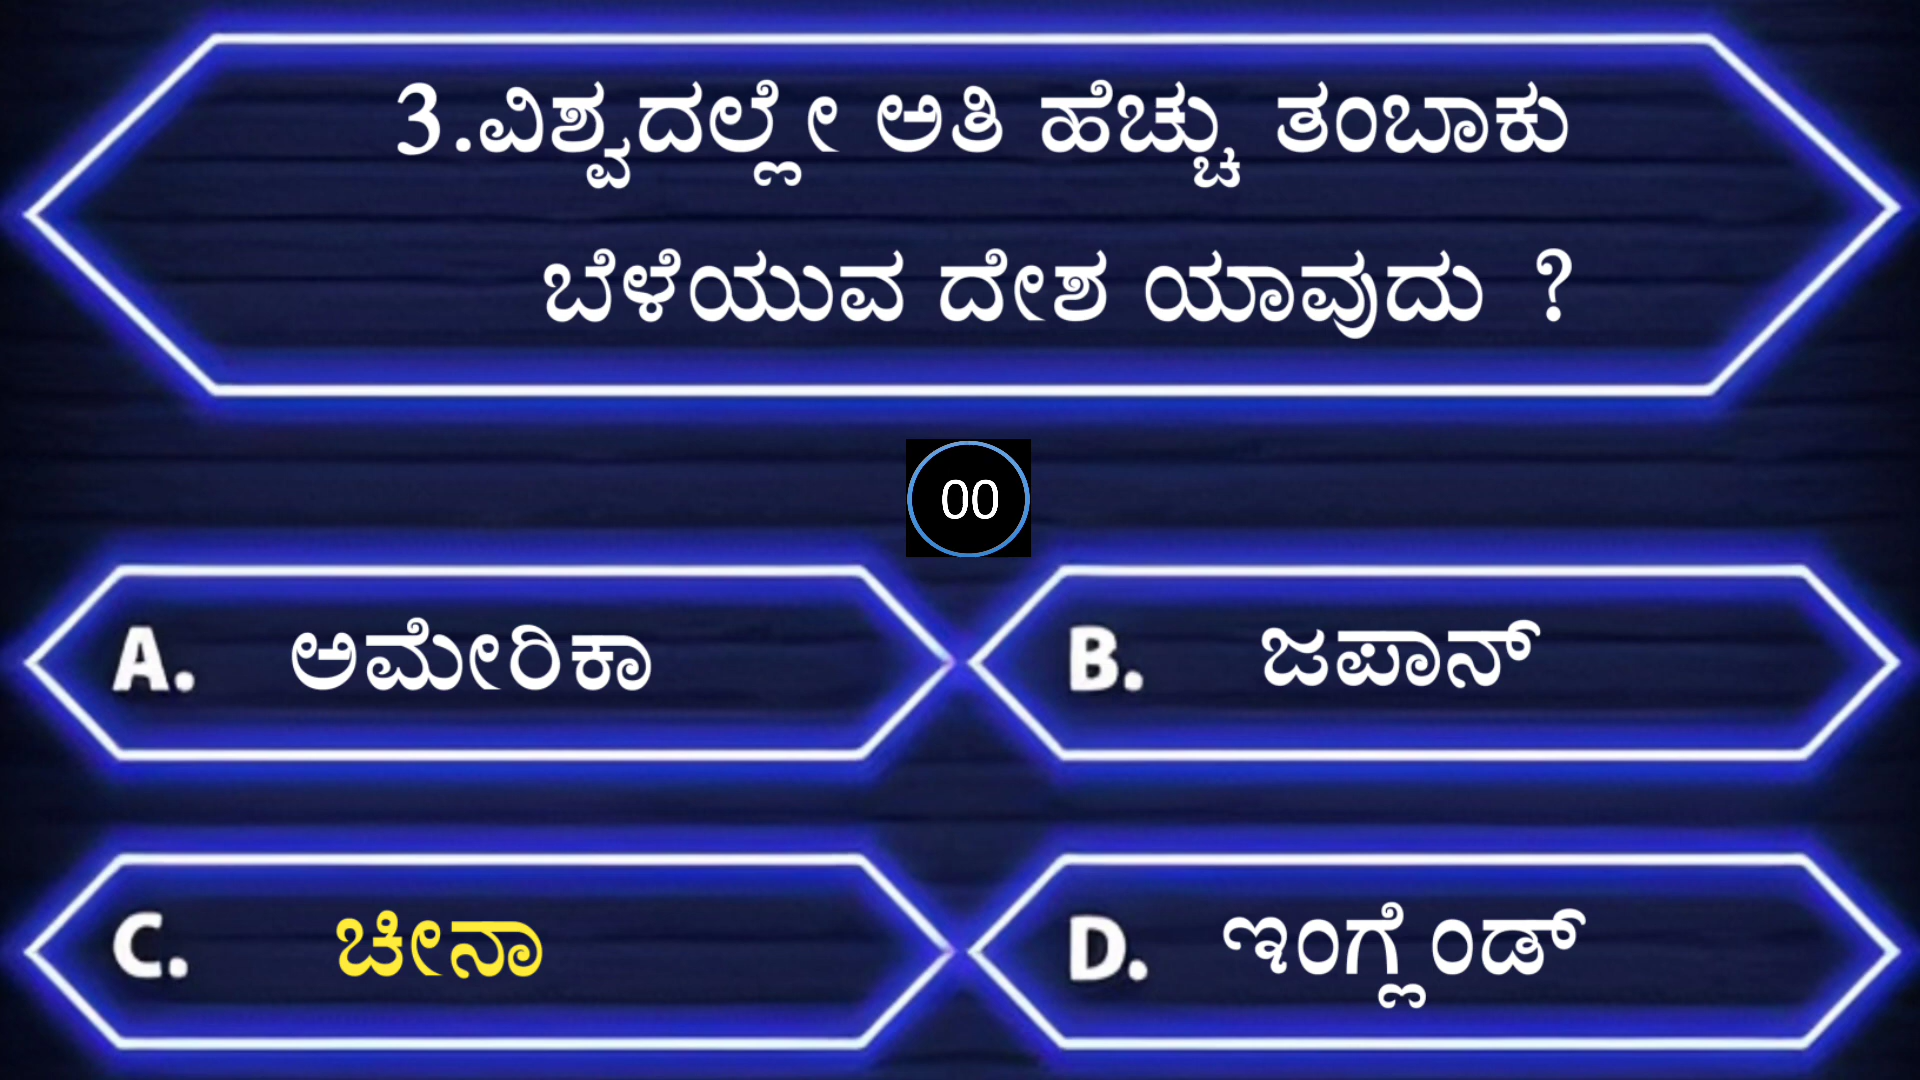 3.ವಿಶ್ವದಲ್ಲೇ ಅತಿ ಹೆಚ್ಚು ತಂಬಾಕು
ಬೆಳೆಯುವ ದೇಶ ಯಾವುದು ?
00
A. ಅಮೇರಿಕಾ
B. ಜಪಾನ್
C. ಚೀನಾ
D. ಇಂಗ್ಲೆಂಡ್